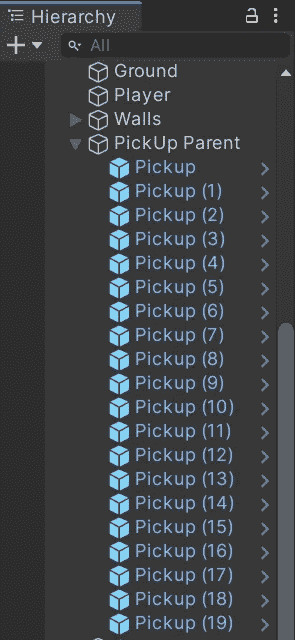 Hierarchy
All
Ground
Player
Walls
PickUp Parent
Pickup
Pickup (1)
Pickup (2)
Pickup (3)
Pickup (4)
Pickup (5)
Pickup (6)
Pickup (7)
Pickup (8)
Pickup (9)
Pickup (10)
Pickup (11)
Pickup (12)
Pickup (13)
Pickup (14)
Pickup (15)
Pickup (16)
Pickup (17)
Pickup (18)
Pickup (19)